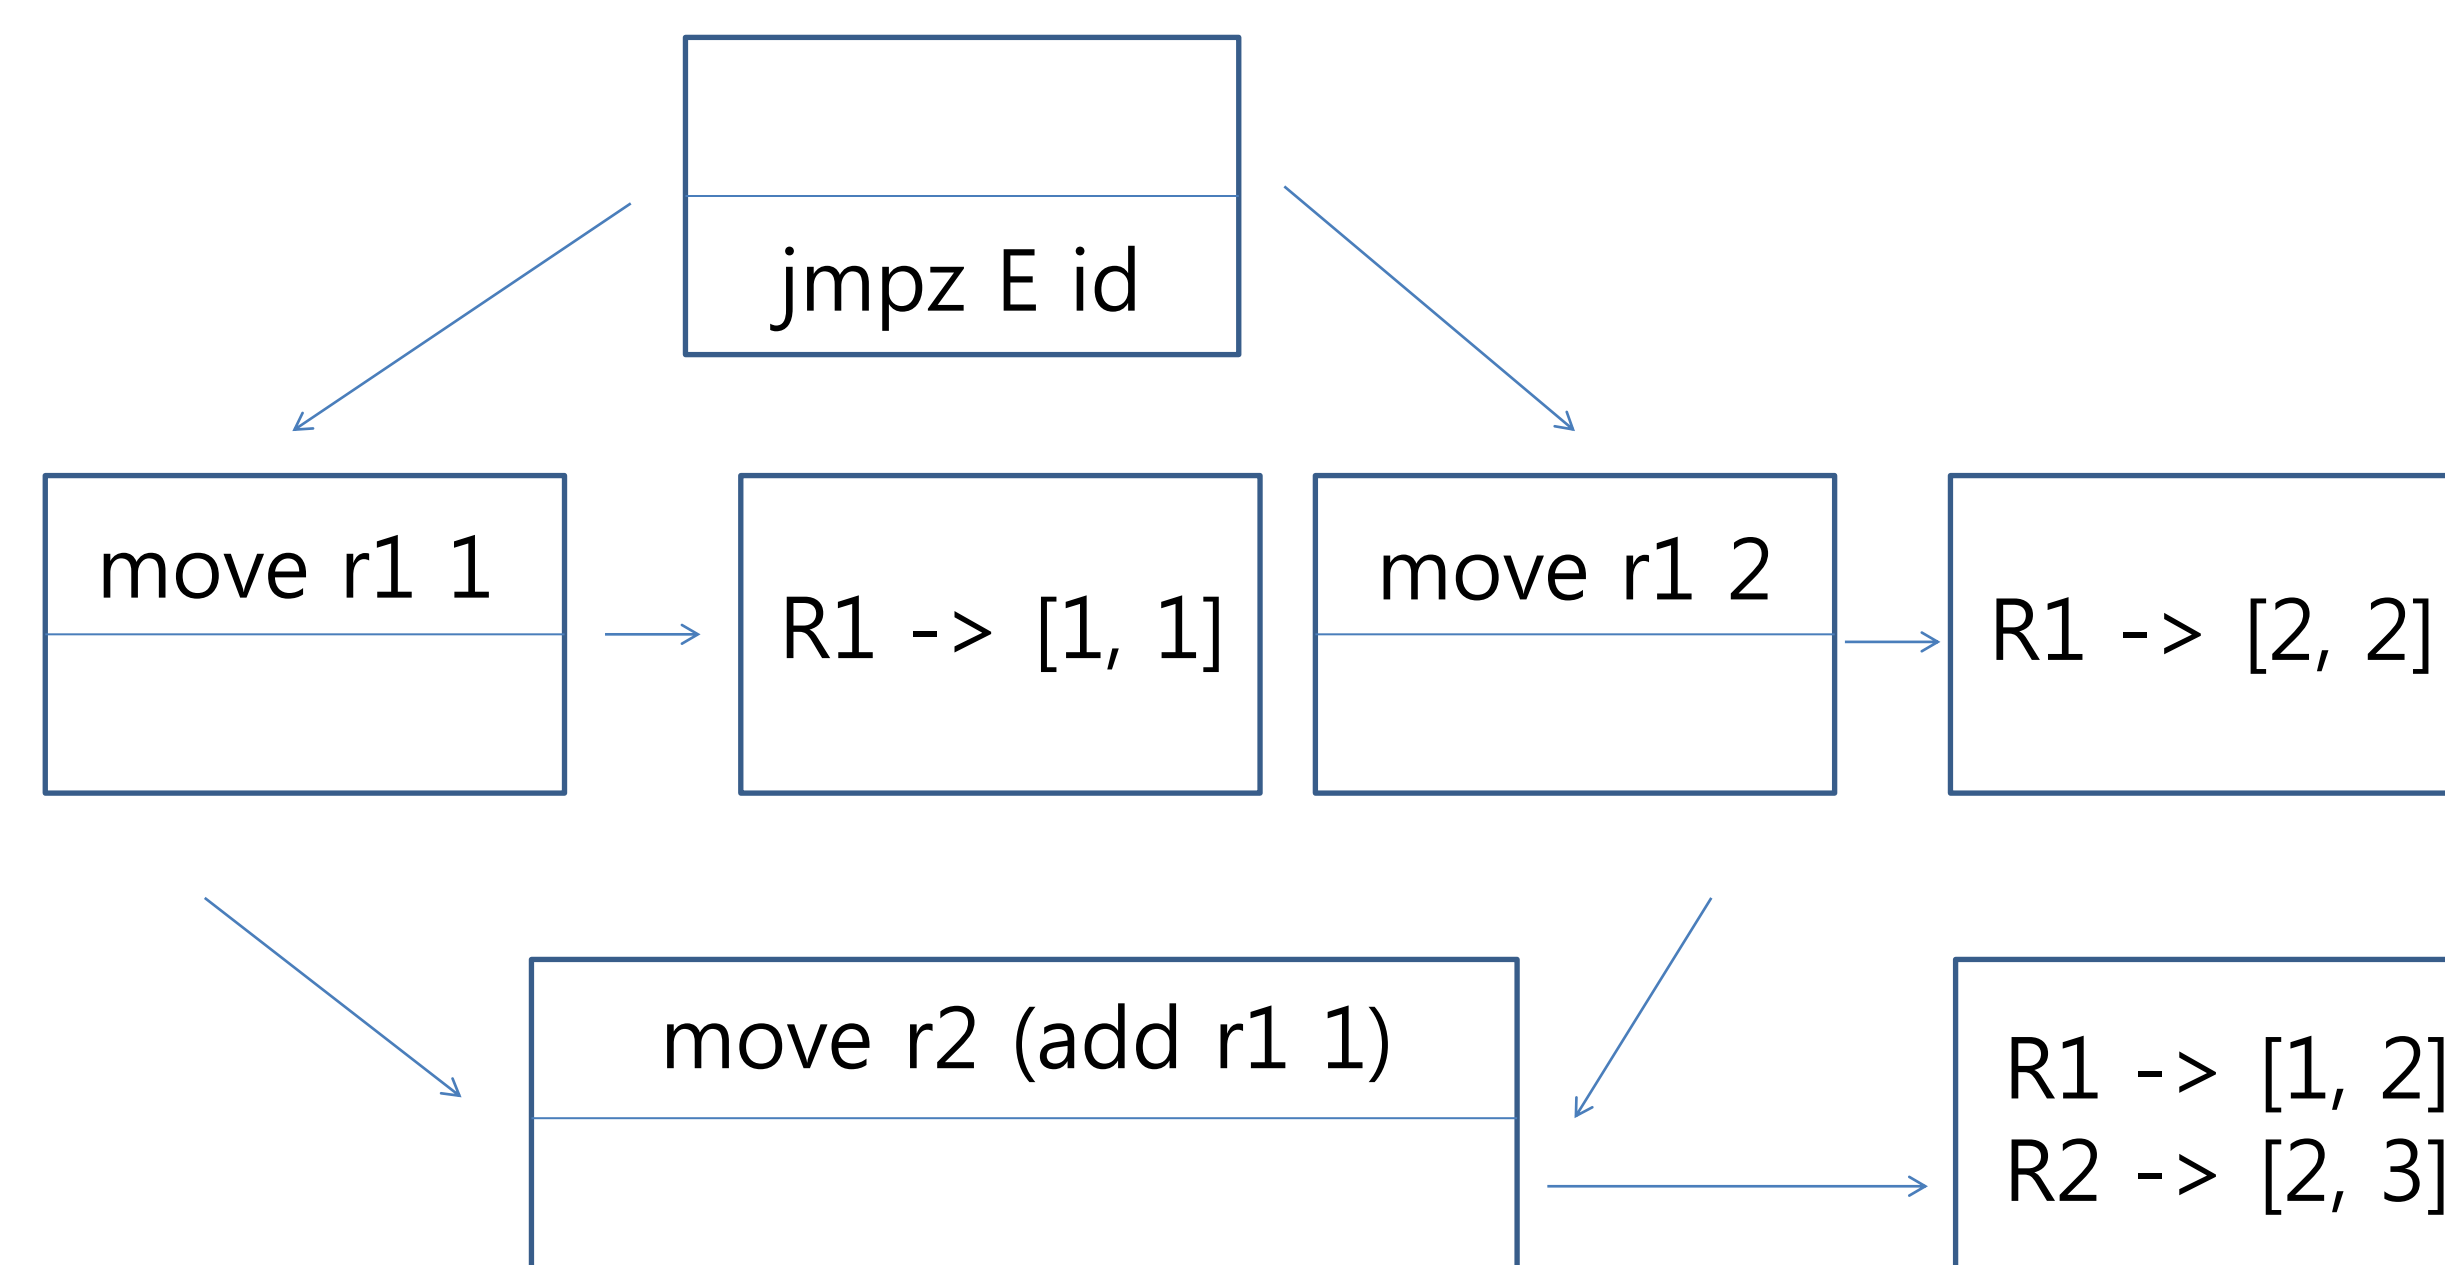 jmpz E id
move r1 1
R1 -> [1, 1]
move r1 2
R1 -> [2, 2]
move r2 (add r1 1)
R1 -> [1, 2]
R2 -> [2, 3]